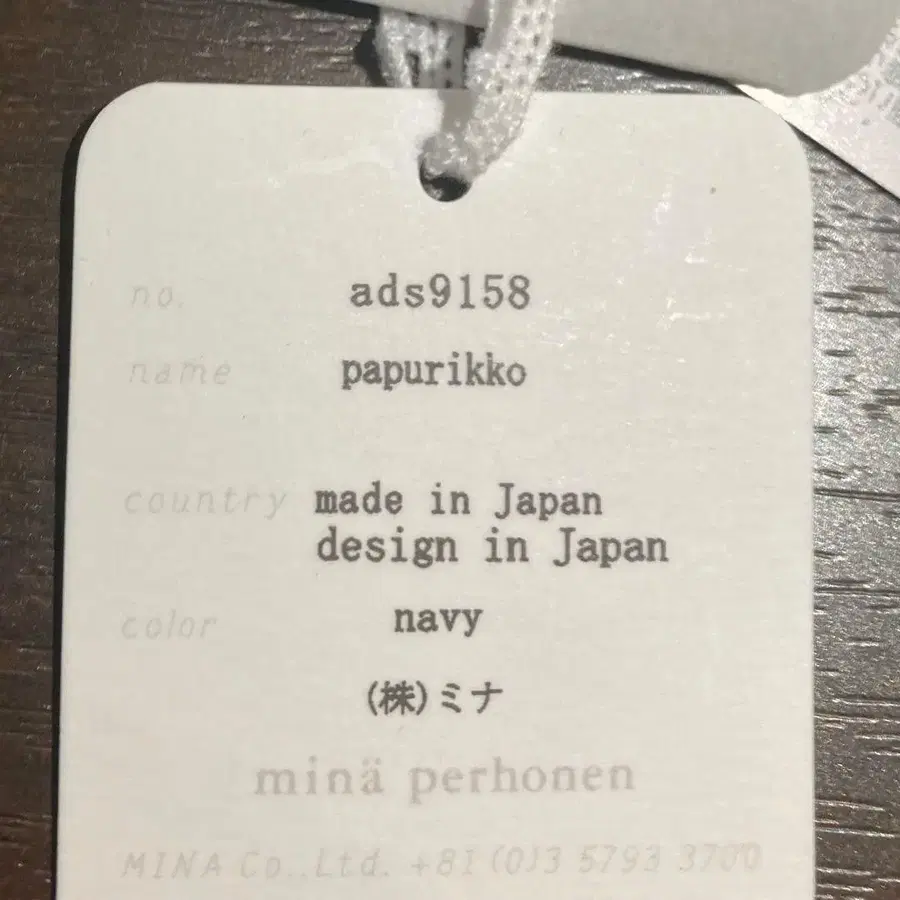 no. ads9158
name papurikko
country made in Japan
design in Japan
color navy
(株)ミナ
minä perhonen
MINA Co.,Ltd. +81 (0)3 5793 3700